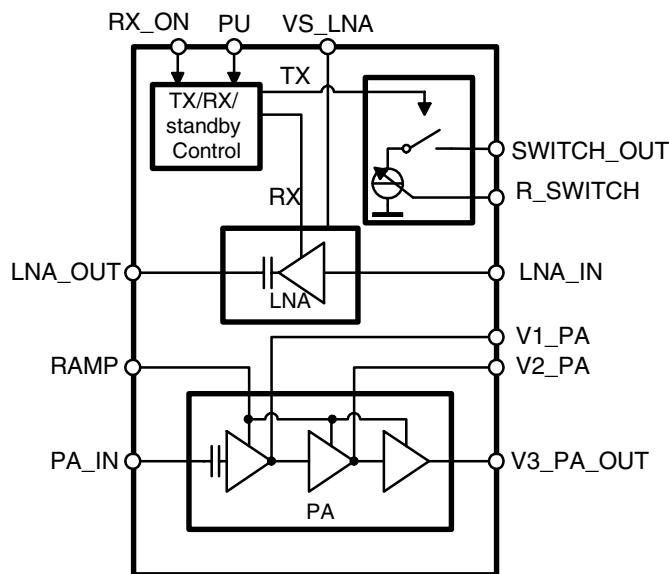 RX_ON PU VS_LNA
TX
TX/RX/
standby
Control
SWITCH_OUT
R_SWITCH
RX
LNA_OUT
LNA
LNA_IN
V1_PA
RAMP
V2_PA
PA_IN
V3_PA_OUT
PA